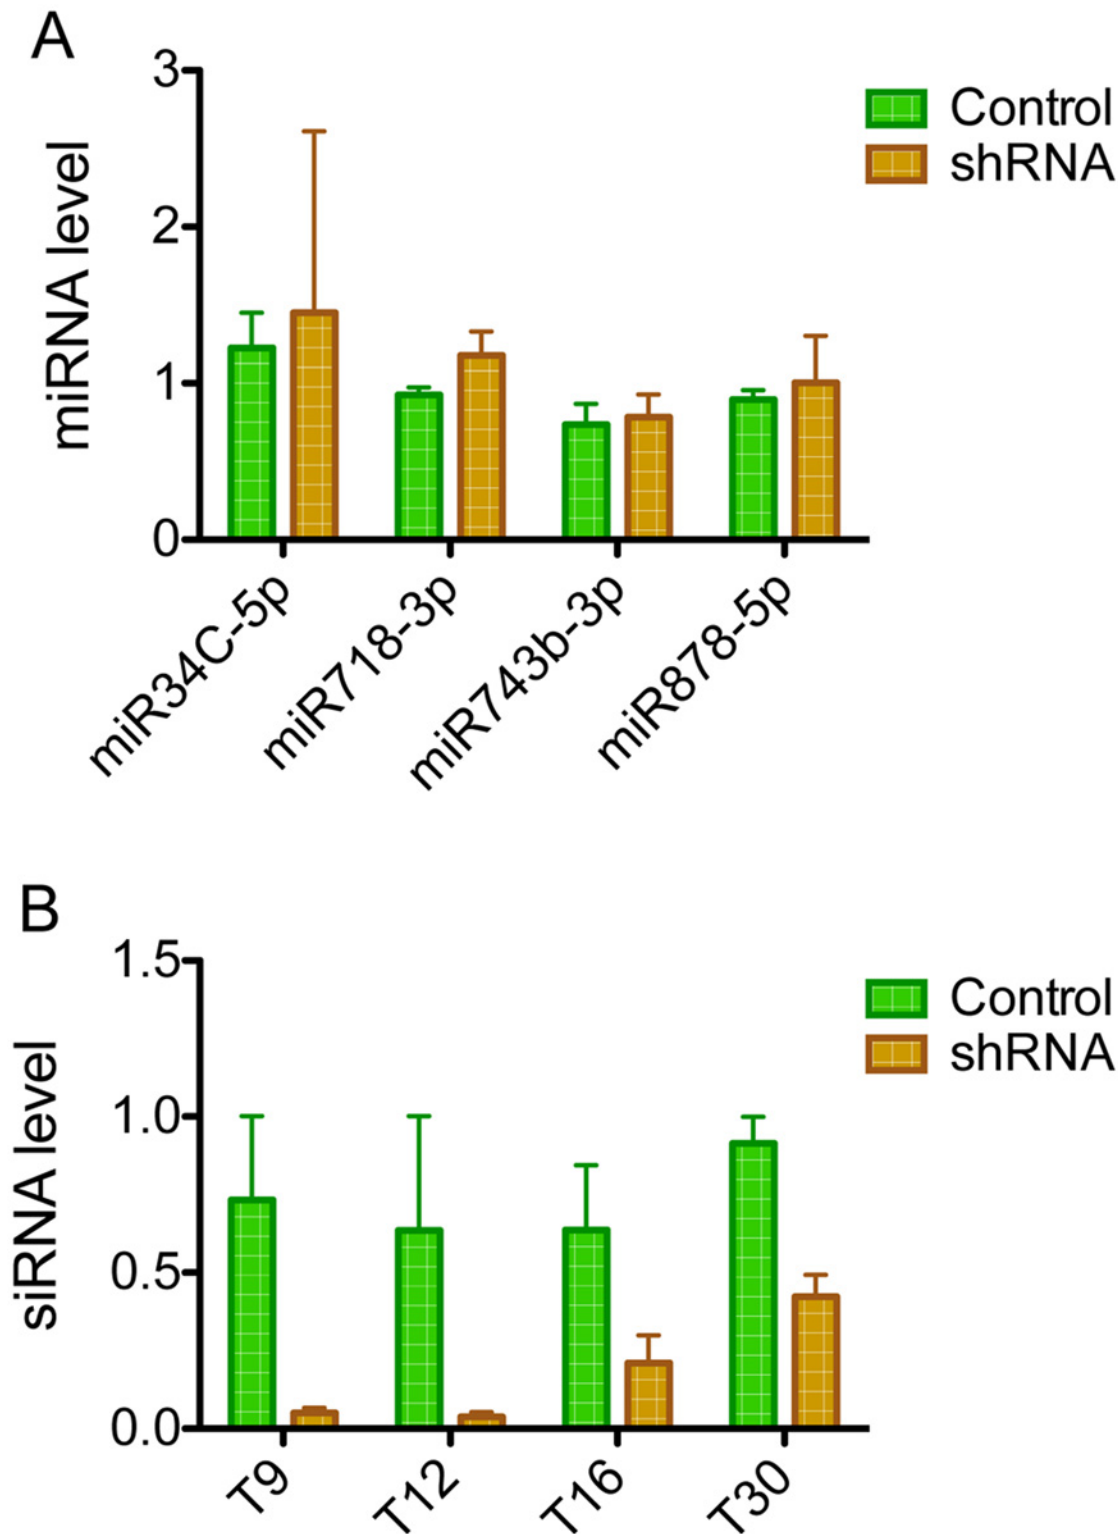 A
3
2
1
0
miRNA level
Control
shRNA
miR34C-5p
miR718-3p
miR743b-3p
miR878-5p
B
1.5
1.0
0.5
0.0
siRNA level
Control
shRNA
T9
T12
T16
T30